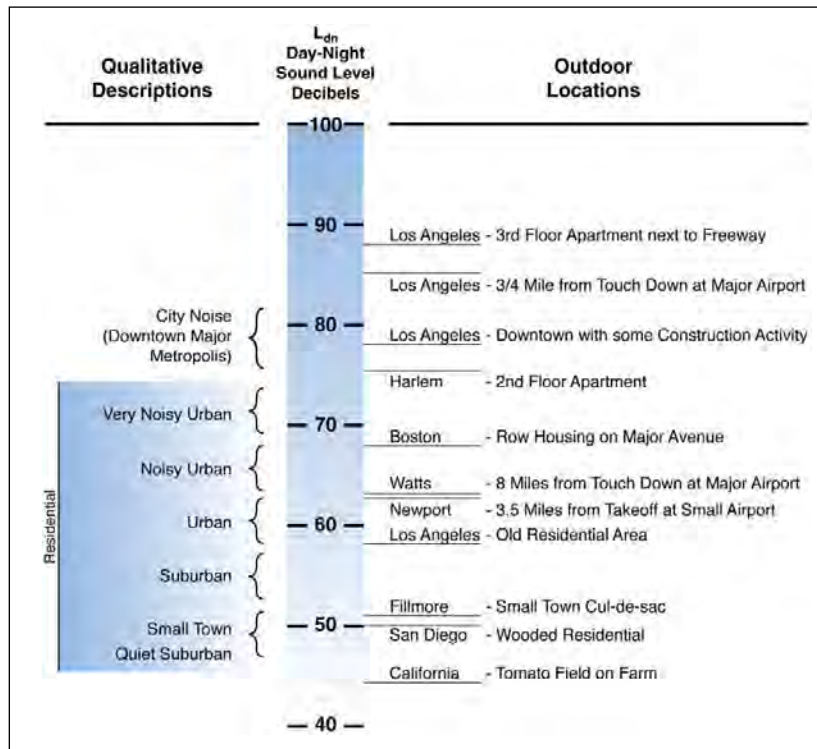 Qualitative
Descriptions
L_dn
Day-Night
Sound Level
Decibels
Outdoor
Locations
100
90
Los Angeles - 3rd Floor Apartment next to Freeway
Los Angeles - 3/4 Mile from Touch Down at Major Airport
City Noise
(Downtown Major
Metropolis)
80
Los Angeles - Downtown with some Construction Activity
Harlem - 2nd Floor Apartment
Very Noisy Urban
70
Boston - Row Housing on Major Avenue
Noisy Urban
Watts - 8 Miles from Touch Down at Major Airport
Newport - 3.5 Miles from Takeoff at Small Airport
Urban
60
Los Angeles - Old Residential Area
Residential
Suburban
Fillmore - Small Town Cul-de-sac
Small Town
50
San Diego - Wooded Residential
Quiet Suburban
California - Tomato Field on Farm
40